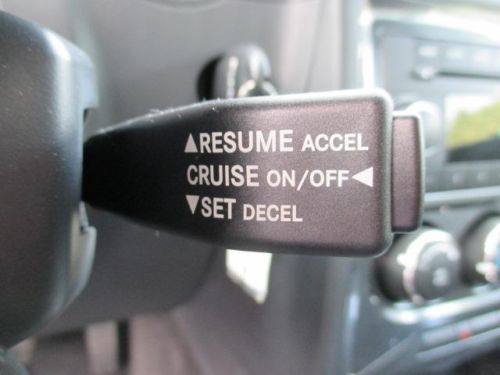 ▲RESUME ACCEL
CRUISE ON/OFF◀
▼SET DECEL